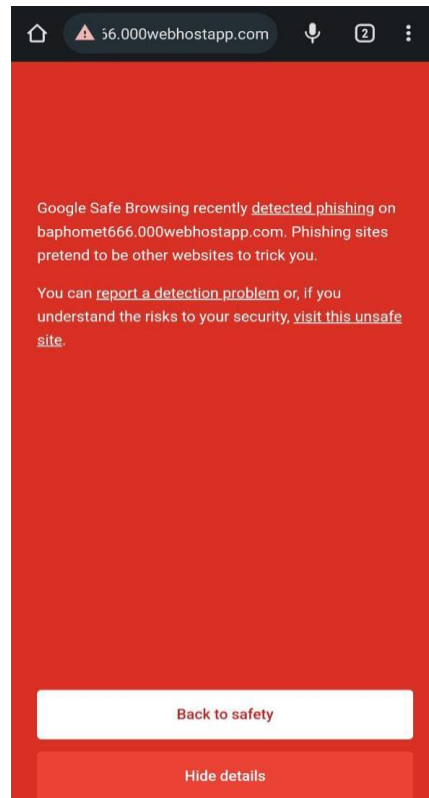 56.000webhostapp.com
2
Google Safe Browsing recently detected phishing on
baphomet666.000webhostapp.com. Phishing sites
pretend to be other websites to trick you.
You can report a detection problem or, if you
understand the risks to your security, visit this unsafe
site.
Back to safety
Hide details